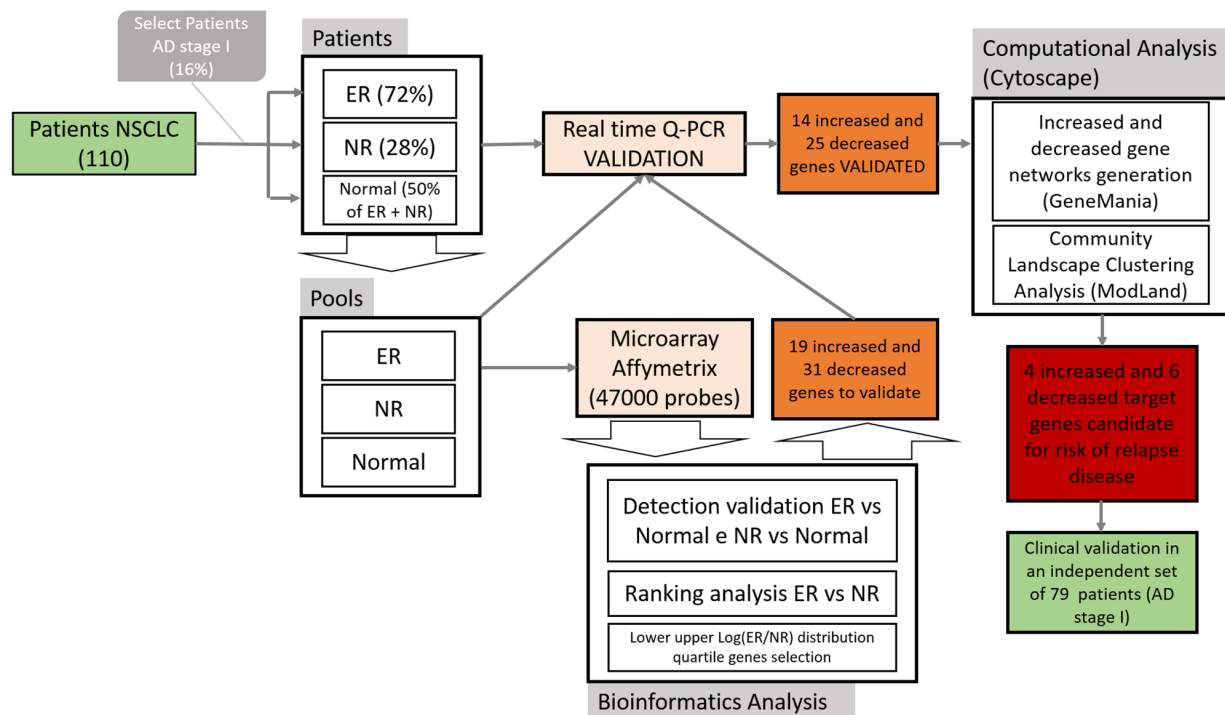 Select Patients
AD stage I
(16%)
Patients NSCLC
(110)
Patients
ER (72%)
NR (28%)
Normal (50%
of ER + NR)
Real time Q-PCR
VALIDATION
14 increased and
25 decreased
genes VALIDATED
Computational Analysis
(Cytoscape)
Increased and
decreased gene
networks generation
(GeneMania)
Community
Landscape Clustering
Analysis (ModLand)
Pools
ER
NR
Normal
Microarray
Affymetrix
(47000 probes)
19 increased and
31 decreased
genes to validate
4 increased and 6
decreased target
genes candidate
for risk of relapse
disease
Detection validation ER vs
Normal e NR vs Normal
Ranking analysis ER vs NR
Lower upper Log(ER/NR) distribution
quartile genes selection
Bioinformatics Analysis
Clinical validation in
an independent set
of 79 patients (AD
stage I)